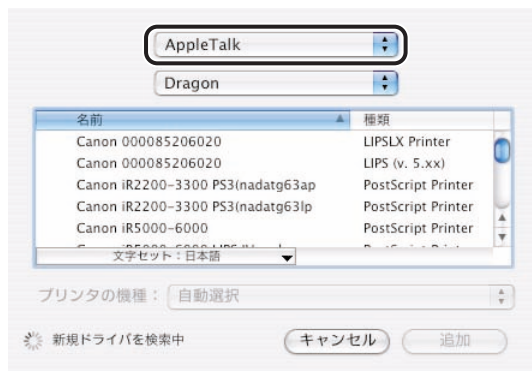 AppleTalk
Dragon
名前 種類
Canon 000085206020 LIPSLX Printer
Canon 000085206020 LIPS (v. 5.xx)
Canon iR2200-3300 PS3(nadatg63ap PostScript Printer
Canon iR2200-3300 PS3(nadatg63lp PostScript Printer
Canon iR5000-6000 PostScript Printer
文字セット：日本語
プリンタの機種： 自動選択
新規ドライバを検索中 キャンセル 追加